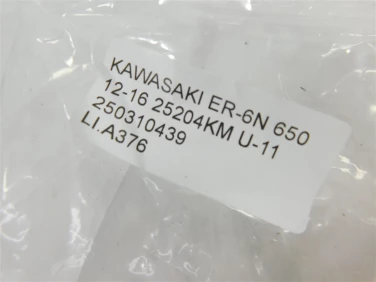 KAWASAKI ER-6N 650
12-16 25204KM U-11
250310439
LI.A376